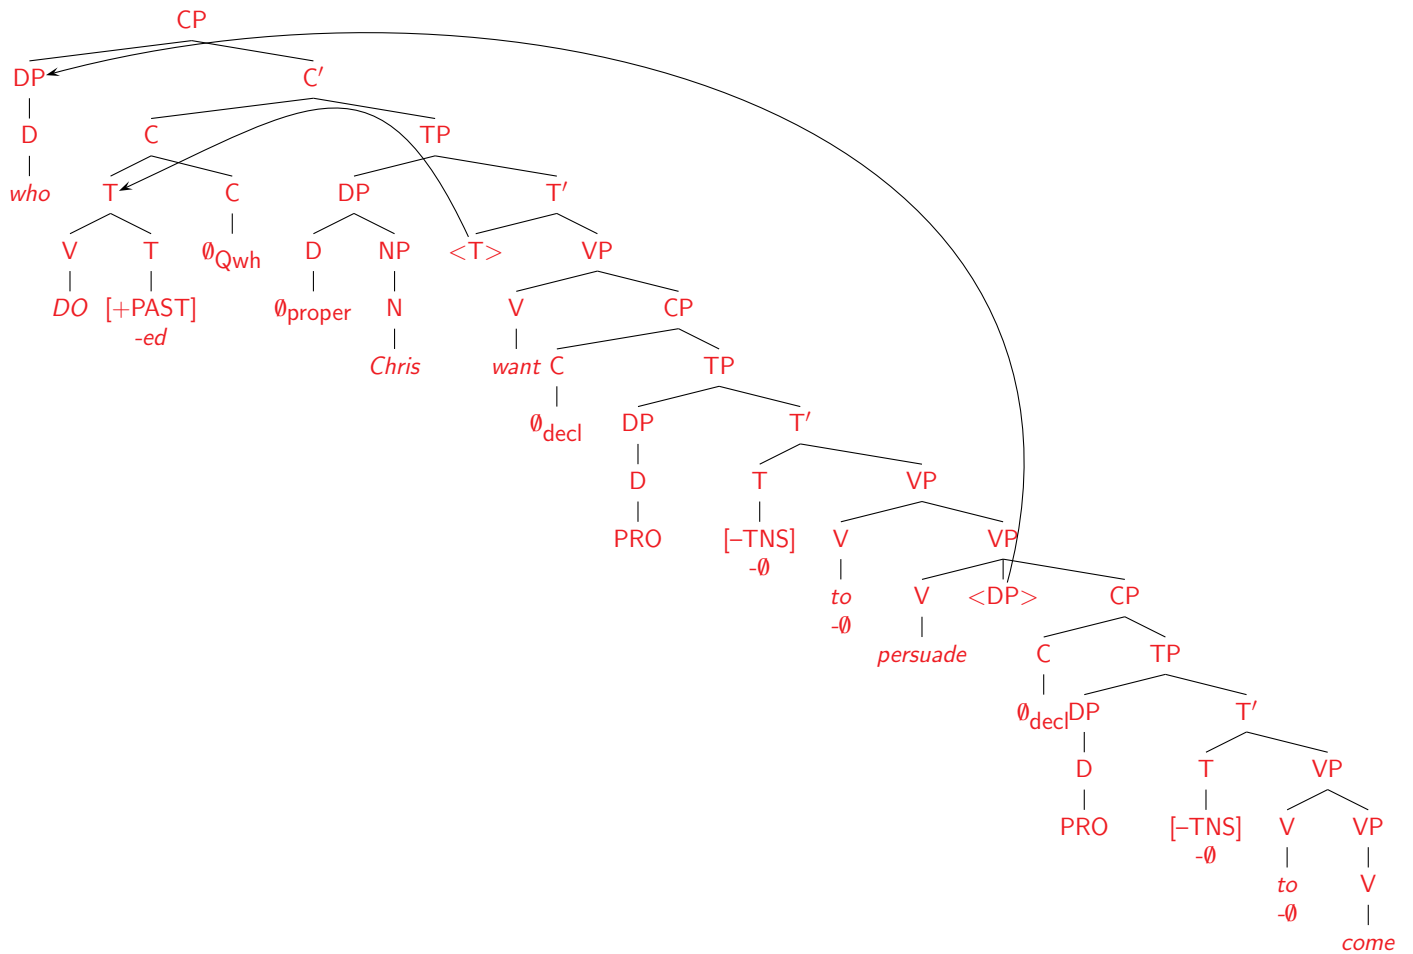 CP
DP C′
D C TP
who T C DP T′
V T ∅Qwh D NP <T> VP
DO [+PAST] ∅proper N V CP
-ed
Chris want C TP
∅decl DP T′
D T VP
PRO [–TNS] V VP
-∅
to V <DP> CP
-∅
persuade C TP
∅decl DP T′
D T VP
PRO [–TNS] V VP
-∅
to V
-∅
come